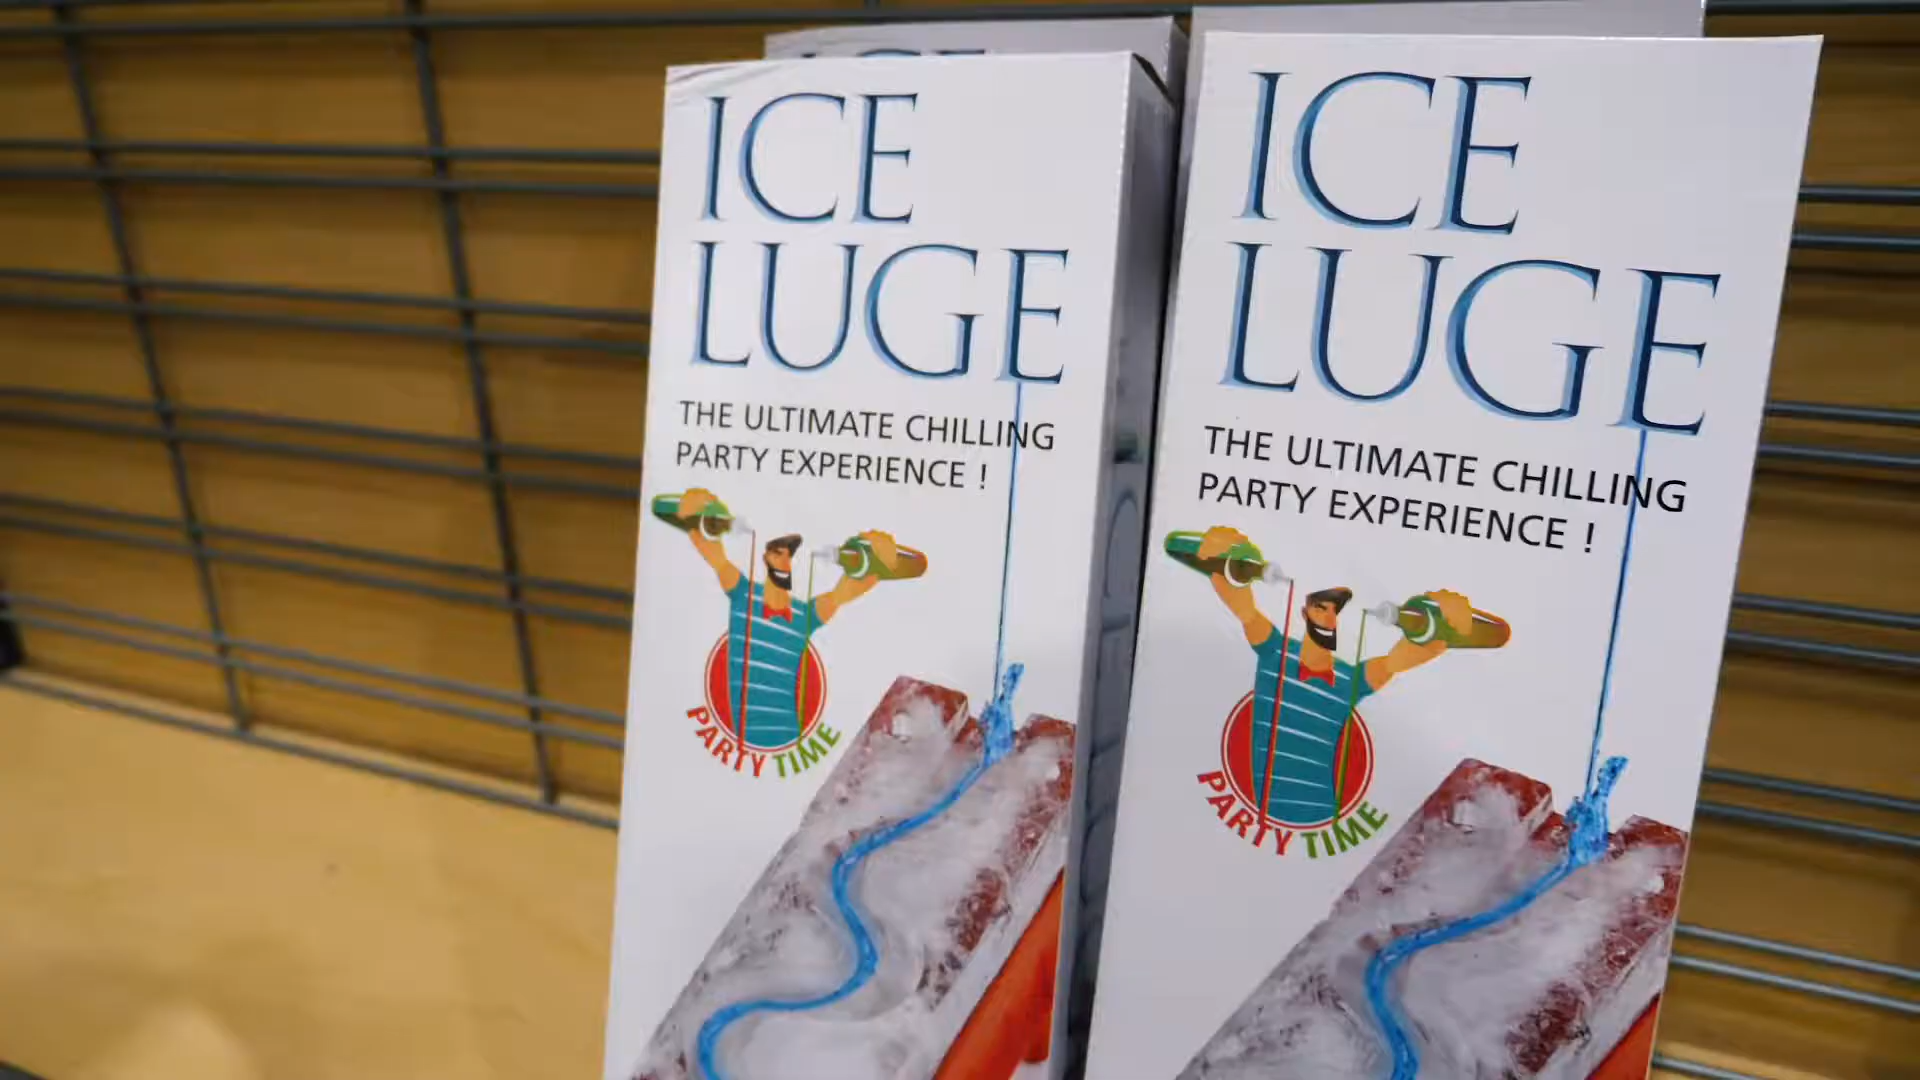 ICE
LUGE
THE ULTIMATE CHILLING
PARTY EXPERIENCE !
PARTY TIME
ICE
LUGE
THE ULTIMATE CHILLING
PARTY EXPERIENCE !
PARTY TIME